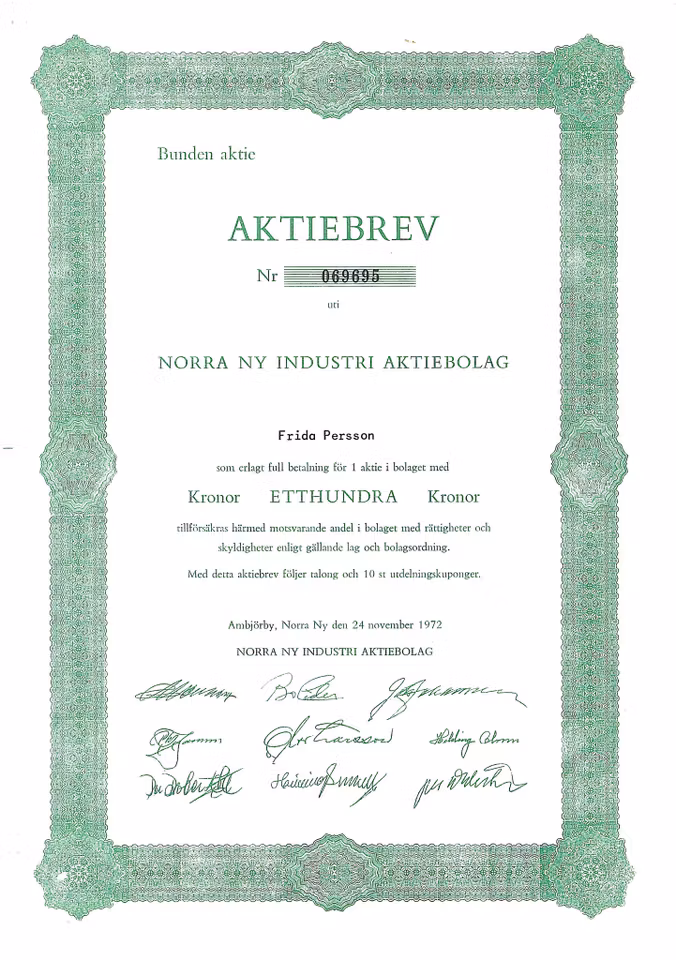 Bunden aktie
AKTIEBREV
Nr 069695
uti
NORRA NY INDUSTRI AKTIEBOLAG
Frida Persson
som erlagt full betalning för 1 aktie i bolaget med
Kronor ETTHUNDRA Kronor
tillförsäkras härmed motsvarande andel i bolaget med rättigheter och
skyldigheter enligt gällande lag och bolagsordning.
Med detta aktiebrev följer talong och 10 st utdelningskuponger.
Ambjörby, Norra Ny den 24 november 1972
NORRA NY INDUSTRI AKTIEBOLAG